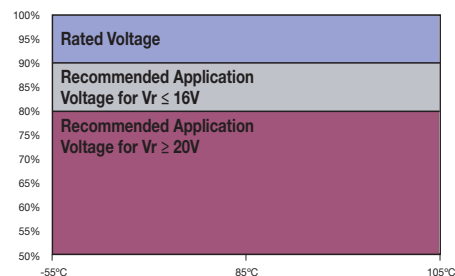 100%
95%
90%
85%
80%
75%
70%
65%
60%
55%
50%
Rated Voltage
Recommended Application
Voltage for Vr ≤ 16V
Recommended Application
Voltage for Vr ≥ 20V
-55ºC
85ºC
105ºC